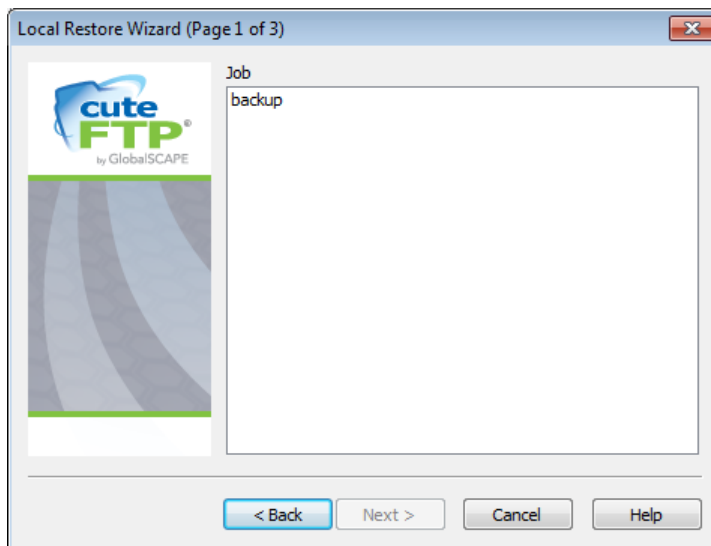 Local Restore Wizard (Page 1 of 3)
cute
FTP®
by GlobalSCAPE
Job
backup
< Back
Next >
Cancel
Help